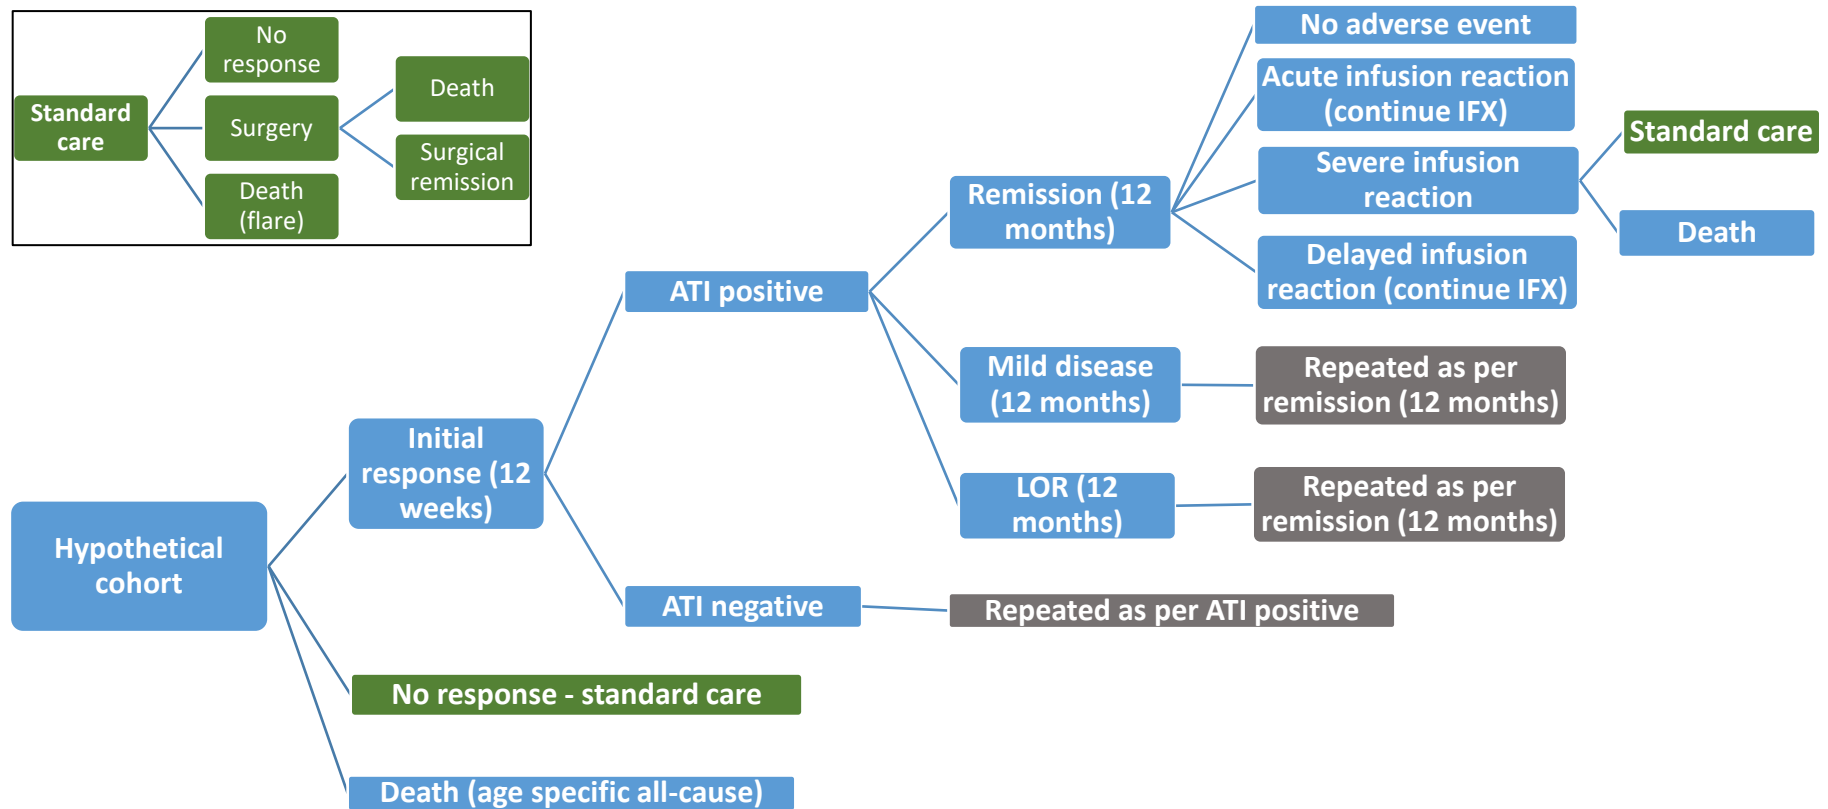 No
response
Standard
care
Surgery
Death
Surgical
remission
Death
(flare)
Hypothetical
cohort
Initial
response (12
weeks)
No response - standard care
Death (age specific all-cause)
ATI positive
ATI negative
Repeated as per ATI positive
Remission (12
months)
Mild disease
(12 months)
Repeated as per
remission (12 months)
LOR (12
months)
Repeated as per
remission (12 months)
No adverse event
Acute infusion reaction
(continue IFX)
Severe infusion
reaction
Delayed infusion
reaction (continue IFX)
Standard care
Death